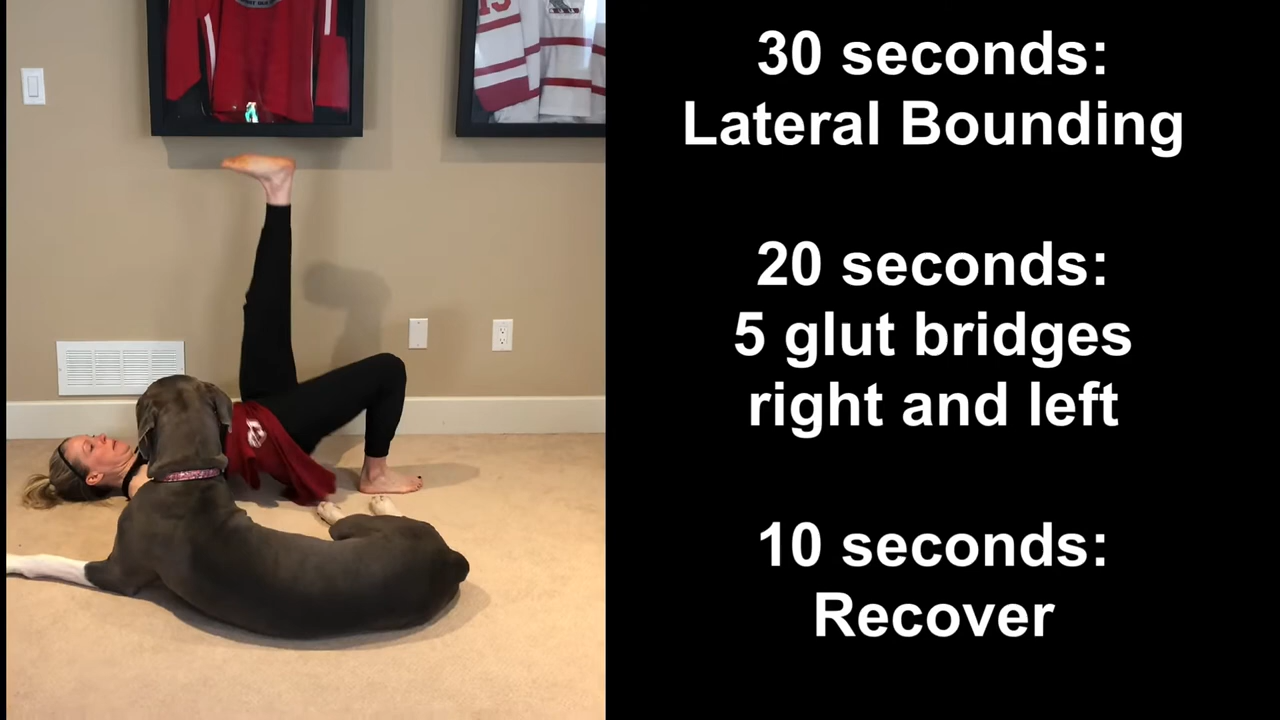 30 seconds:
Lateral Bounding
20 seconds:
5 glut bridges
right and left
10 seconds:
Recover